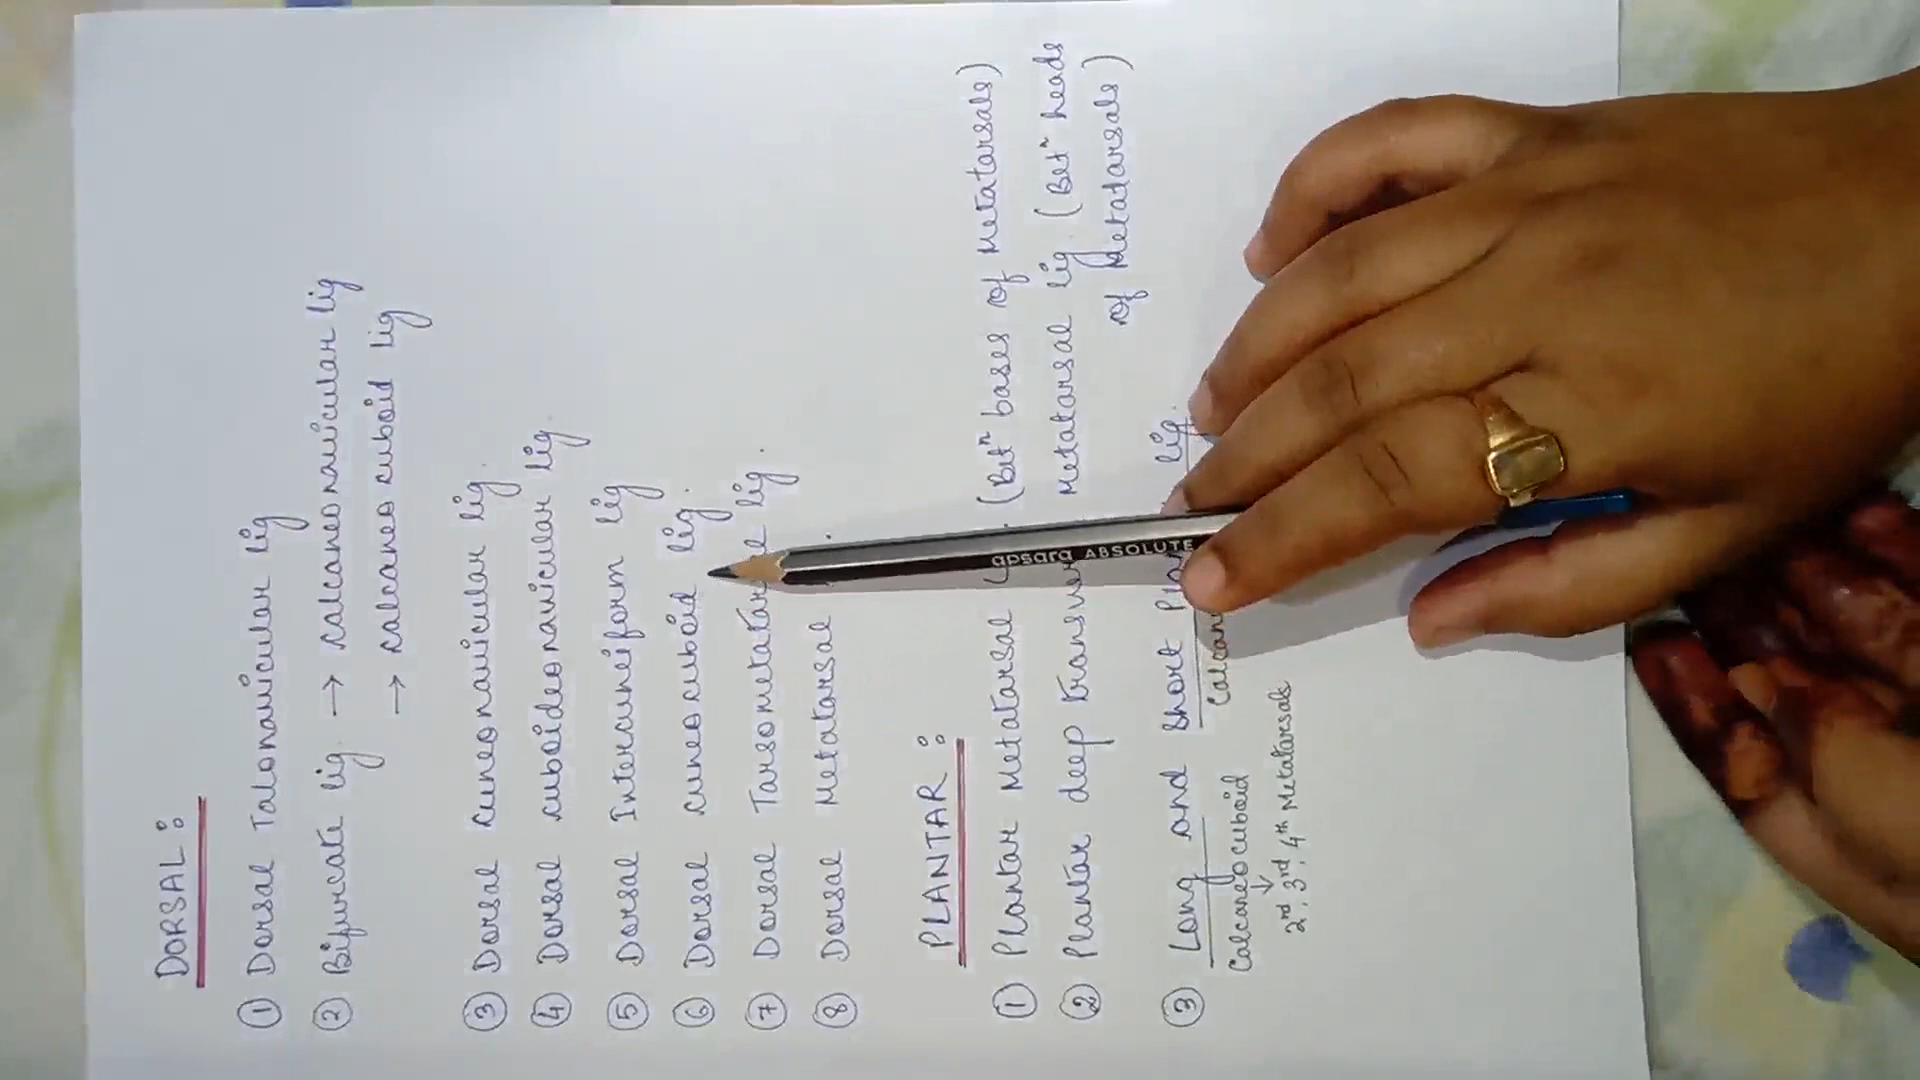 DORSAL :
① Dorsal Talonavicular lig
② Bifurcate lig. → calcaneonavicular lig
→ calcaneocuboid lig
③ Dorsal cuneonavicular lig.
④ Dorsal cuboideonavicular lig
⑤ Dorsal Intercuneiform lig
⑥ Dorsal cuneocuboid lig.
⑦ Dorsal Tarsometatarsal lig.
⑧ Dorsal Metatarsal
PLANTAR :
① Plantar Metatarsal (Betⁿ bases of Metatarsals)
② Plantar deep Metatarsal lig. (Betⁿ heads
of Metatarsals)
③ Long and short lig.
Calcaneocuboid
↓
2nd, 3rd, 4th Metatarsals
apsara ABSOLUTE